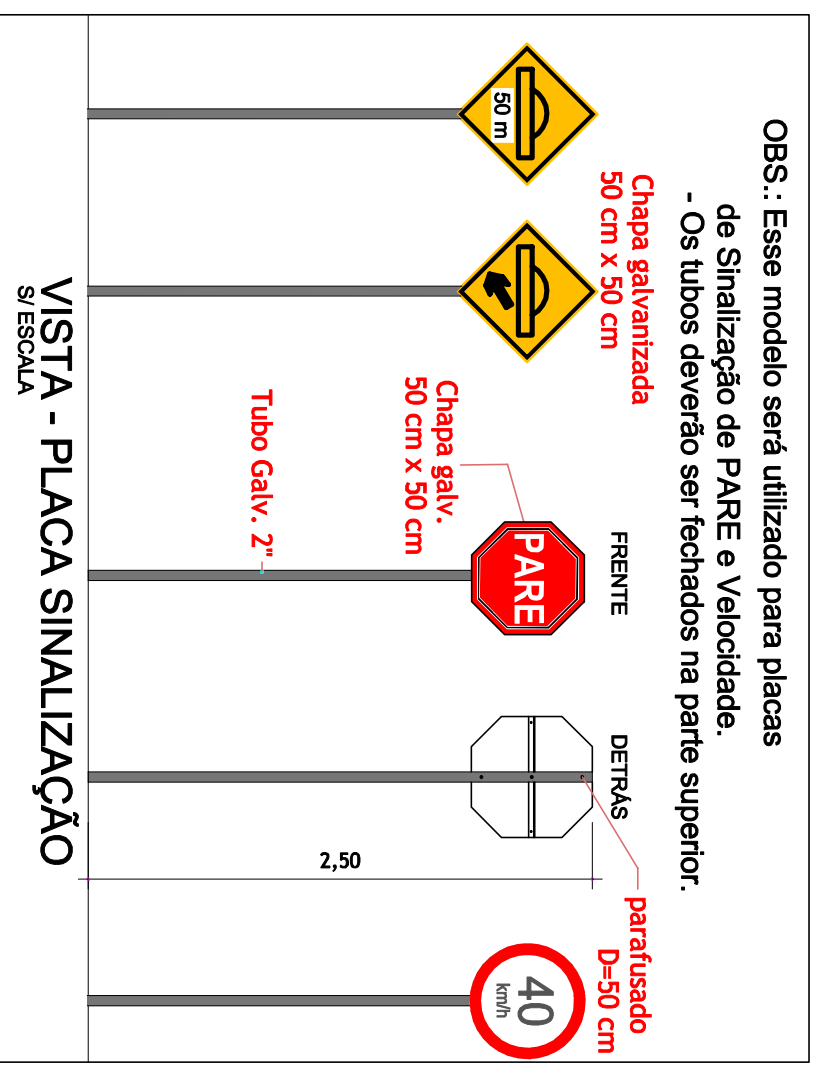 OBS.: Esse modelo será utilizado para placas
de Sinalização de PARE e Velocidade.
- Os tubos deverão ser fechados na parte superior.
Chapa galvanizada
50 cm x 50 cm
50 m
Chapa galv.
50 cm x 50 cm
FRENTE
PARE
DETRÁS
parafusado
D=50 cm
40
km/h
Tubo Galv. 2"
2,50
VISTA - PLACA SINALIZAÇÃO
S/ ESCALA